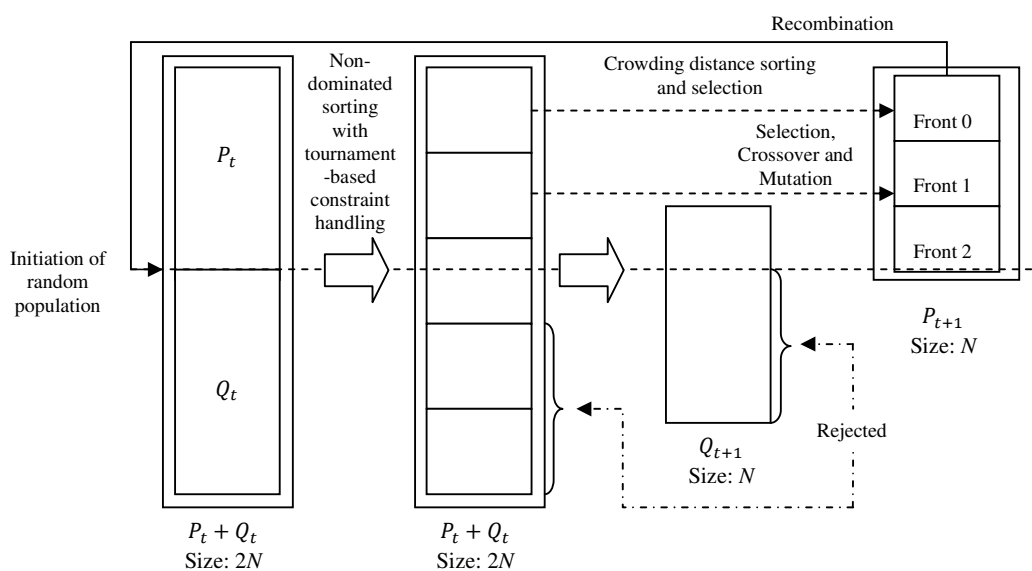 Recombination
Non-
dominated
sorting
with
tournament
-based
constraint
handling
Crowding distance sorting
and selection
Selection,
Crossover and
Mutation
Front 0
Front 1
Front 2
P_t
Q_t
Initiation of
random
population
P_{t+1}
Size: N
Q_{t+1}
Size: N
Rejected
P_t + Q_t
Size: 2N
P_t + Q_t
Size: 2N